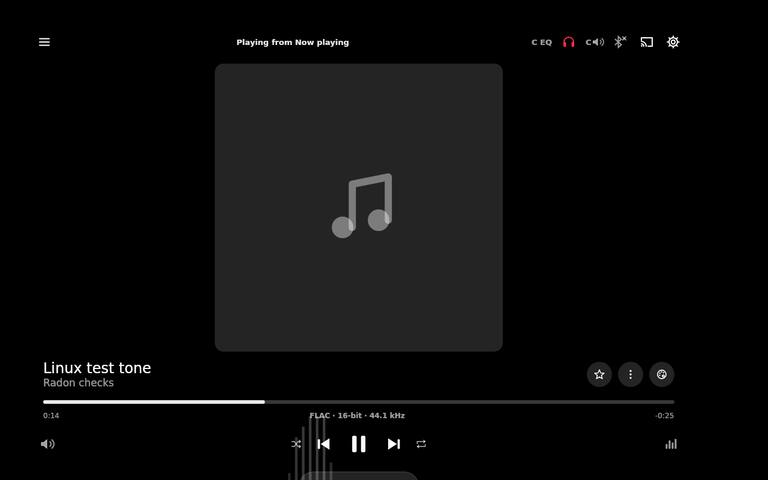 Playing from Now playing
C EQ
C
Linux test tone
Radon checks
0:14
FLAC · 16-bit · 44.1 kHz
-0:25